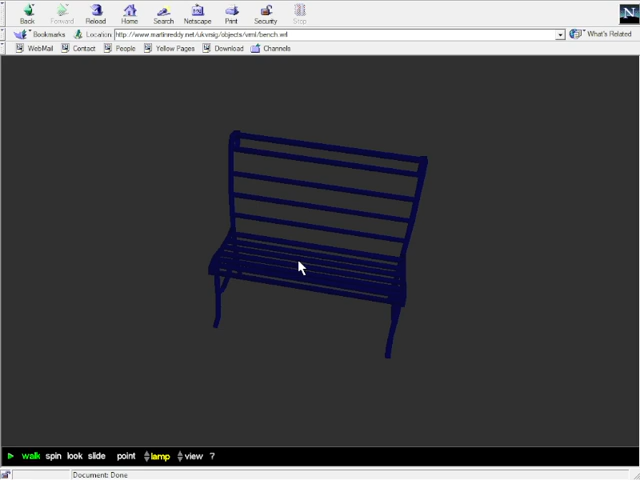 Back Forward Reload Home Search Netscape Print Security Stop N
Bookmarks Location http://www.martinreddy.net/ukvrsig/objects/vrml/bench.wrl What's Related
WebMail Contact People Yellow Pages Download Channels
walk spin look slide point lamp view ?
Document: Done